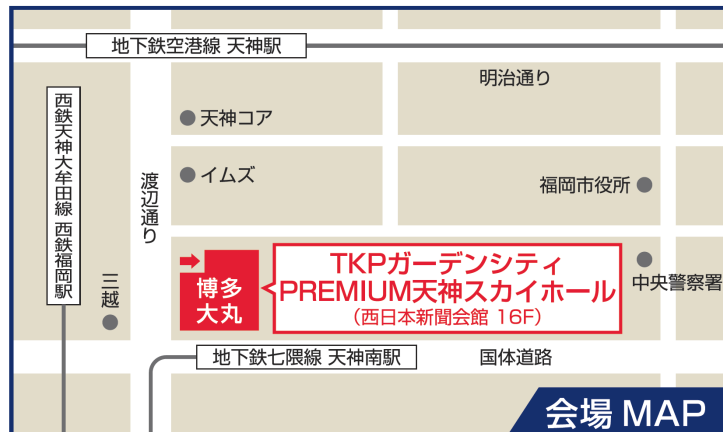 地下鉄空港線 天神駅
明治通り
西鉄天神大牟田線 西鉄福岡駅
天神コア
イムズ
渡辺通り
福岡市役所
三越
博多
大丸
TKPガーデンシティ
PREMIUM天神スカイホール
(西日本新聞会館 16F)
中央警察署
地下鉄七隈線 天神南駅
国体道路
会場 MAP